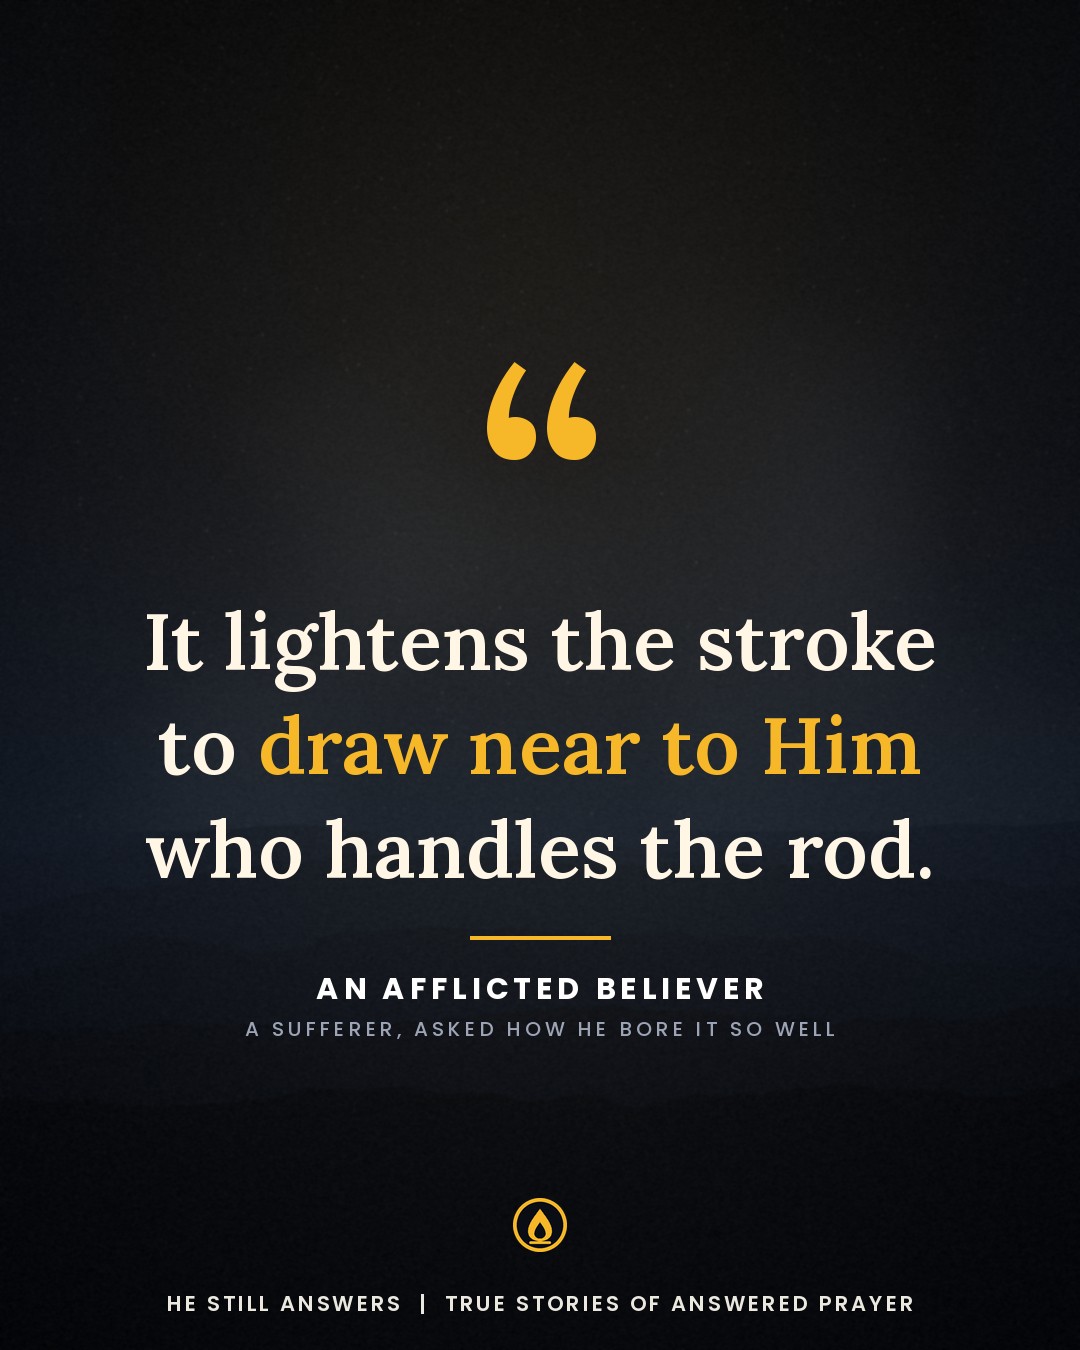 “
It lightens the stroke
to draw near to Him
who handles the rod.
AN AFFLICTED BELIEVER
A SUFFERER, ASKED HOW HE BORE IT SO WELL
HE STILL ANSWERS | TRUE STORIES OF ANSWERED PRAYER